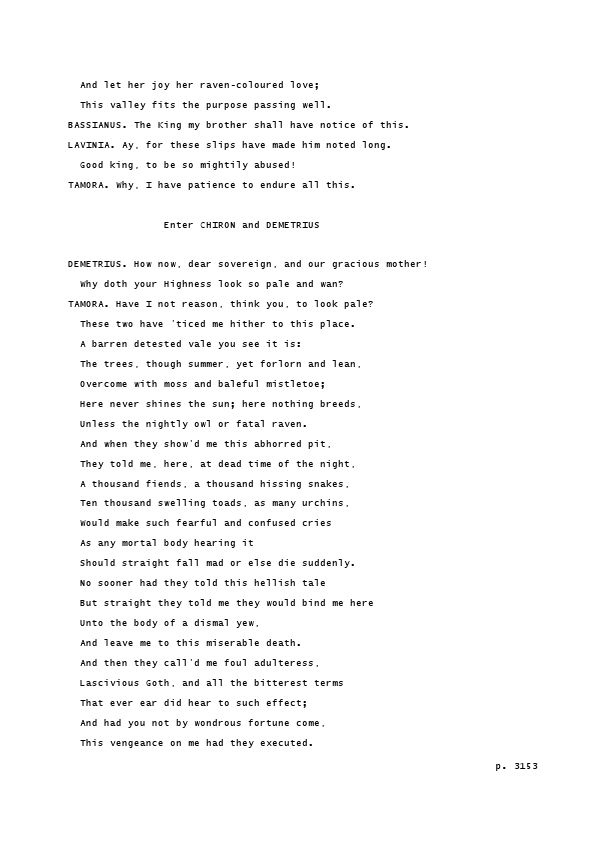 And let her joy her raven-coloured love;
This valley fits the purpose passing well.
BASSIANUS. The King my brother shall have notice of this.
LAVINIA. Ay, for these slips have made him noted long.
Good king, to be so mightily abused!
TAMORA. Why, I have patience to endure all this.
Enter CHIRON and DEMETRIUS
DEMETRIUS. How now, dear sovereign, and our gracious mother!
Why doth your Highness look so pale and wan?
TAMORA. Have I not reason, think you, to look pale?
These two have 'ticed me hither to this place.
A barren detested vale you see it is:
The trees, though summer, yet forlorn and lean,
Overcome with moss and baleful mistletoe;
Here never shines the sun; here nothing breeds,
Unless the nightly owl or fatal raven.
And when they show'd me this abhorred pit,
They told me, here, at dead time of the night,
A thousand fiends, a thousand hissing snakes,
Ten thousand swelling toads, as many urchins,
Would make such fearful and confused cries
As any mortal body hearing it
Should straight fall mad or else die suddenly.
No sooner had they told this hellish tale
But straight they told me they would bind me here
Unto the body of a dismal yew,
And leave me to this miserable death.
And then they call'd me foul adulteress,
Lascivious Goth, and all the bitterest terms
That ever ear did hear to such effect;
And had you not by wondrous fortune come,
This vengeance on me had they executed.
p. 3153